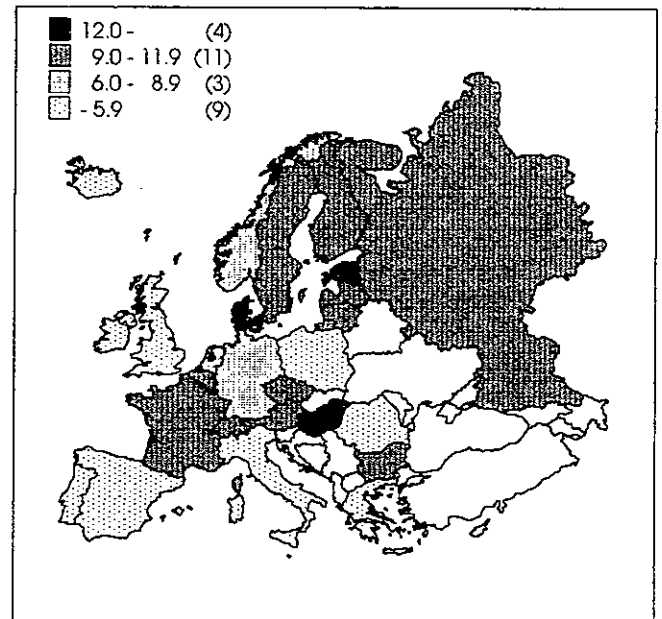 12.0 - (4)
9.0 - 11.9 (11)
6.0 - 8.9 (3)
- 5.9 (9)